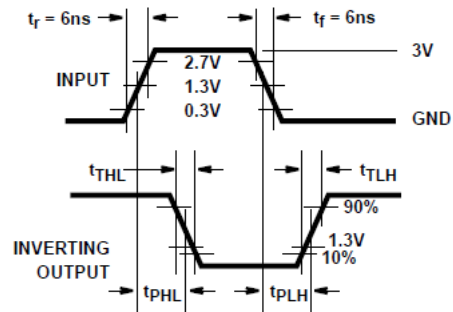 tr = 6ns
tf = 6ns
3V
INPUT
2.7V
1.3V
0.3V
GND
tTHL
tTLH
90%
INVERTING
OUTPUT
1.3V
10%
tPHL
tPLH